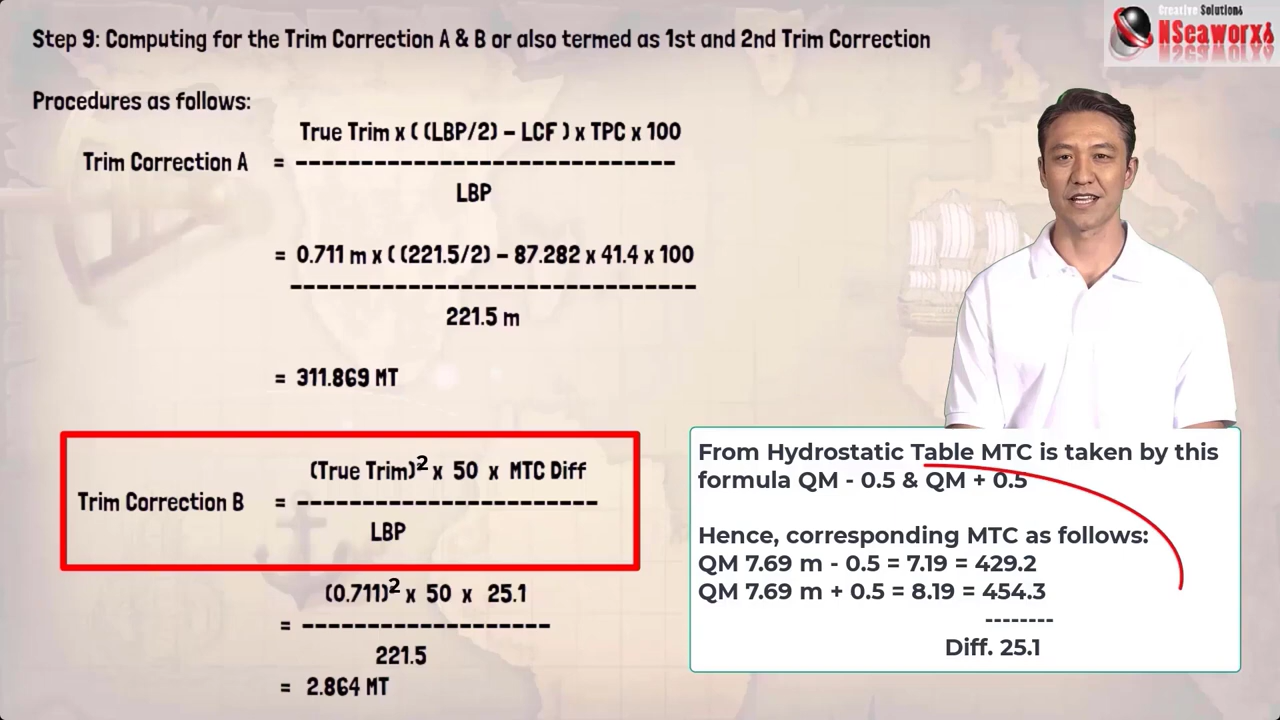 Creative Solutions
NSeaworx6
Step 9: Computing for the Trim Correction A & B or also termed as 1st and 2nd Trim Correction
Procedures as follows:
True Trim x ( (LBP/2) – LCF ) x TPC x 100
Trim Correction A = -----------------------------
LBP
= 0.711 m x ( (221.5/2) – 87.282 x 41.4 x 100
-------------------------------
221.5 m
= 311.869 MT
(True Trim)² x 50 x MTC Diff
Trim Correction B = -----------------------
LBP
(0.711)² x 50 x 25.1
= -------------------
221.5
= 2.864 MT
From Hydrostatic Table MTC is taken by this
formula QM - 0.5 & QM + 0.5
Hence, corresponding MTC as follows:
QM 7.69 m - 0.5 = 7.19 = 429.2
QM 7.69 m + 0.5 = 8.19 = 454.3
--------
Diff. 25.1